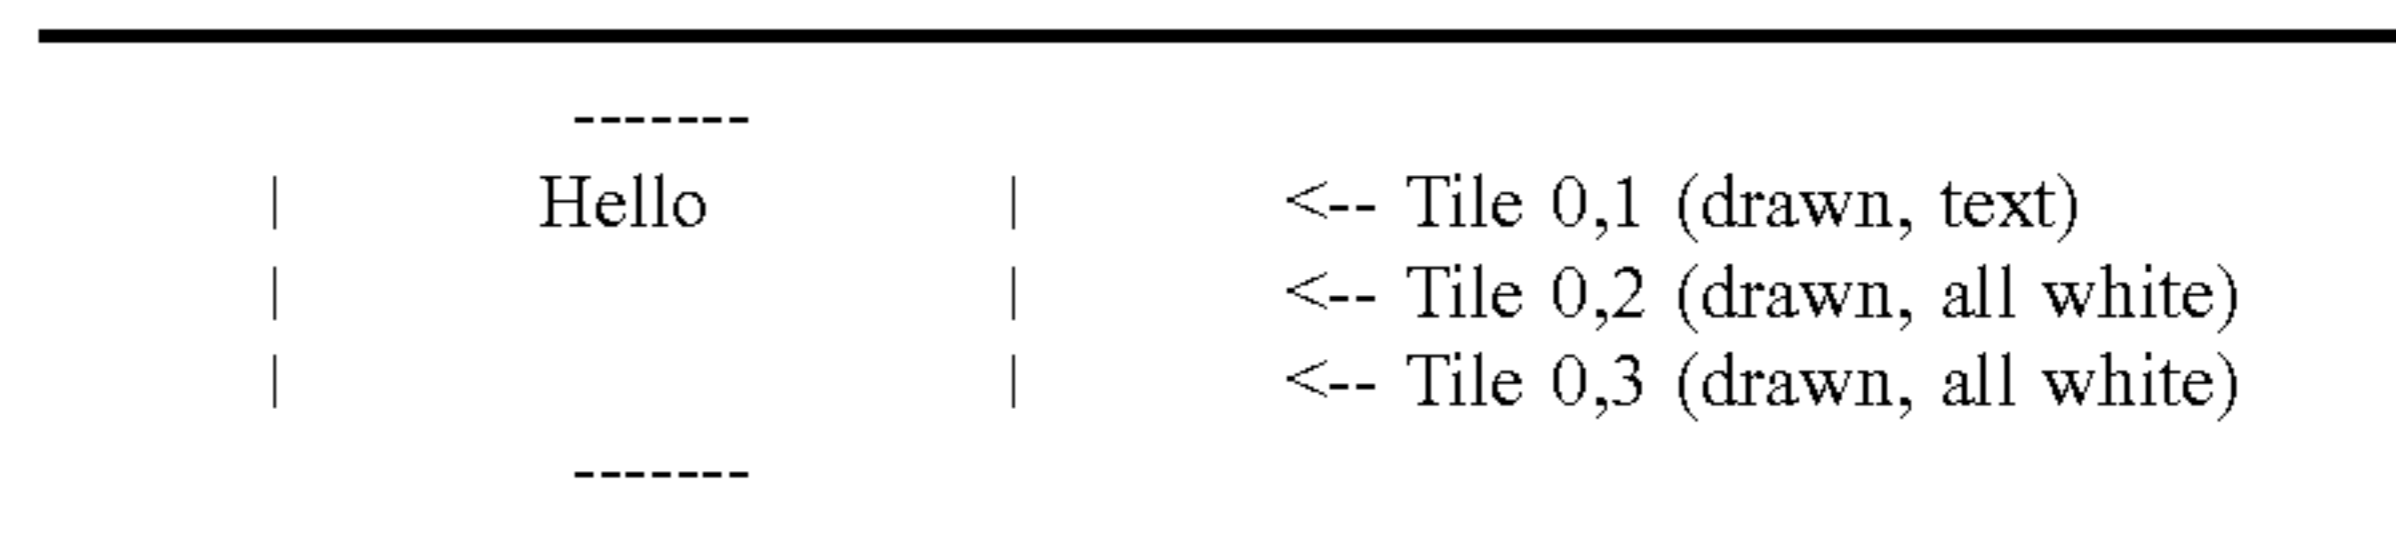 -------
| Hello | <-- Tile 0,1 (drawn, text)
| | <-- Tile 0,2 (drawn, all white)
| | <-- Tile 0,3 (drawn, all white)
-------